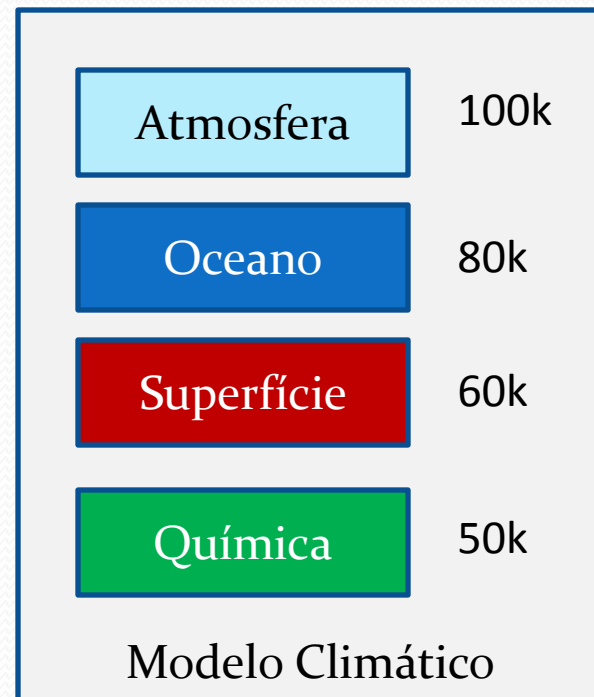 Atmosfera 100k
Oceano 80k
Superfície 60k
Química 50k
Modelo Climático